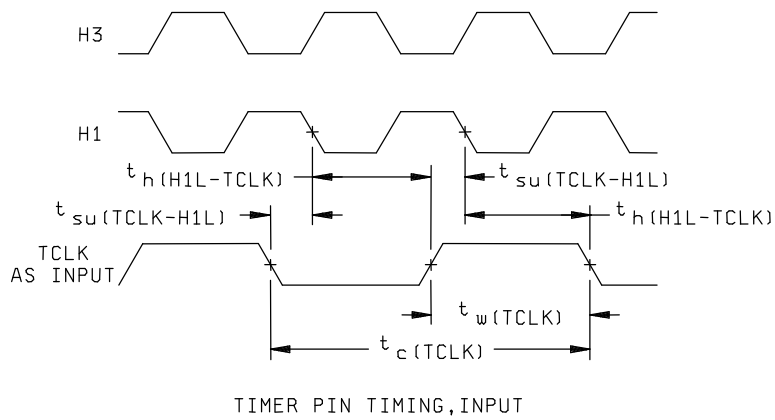 H3
H1
t h(H1L-TCLK)
t su(TCLK-H1L)
t su(TCLK-H1L)
t h(H1L-TCLK)
TCLK
AS INPUT
t w(TCLK)
t c(TCLK)
TIMER PIN TIMING,INPUT